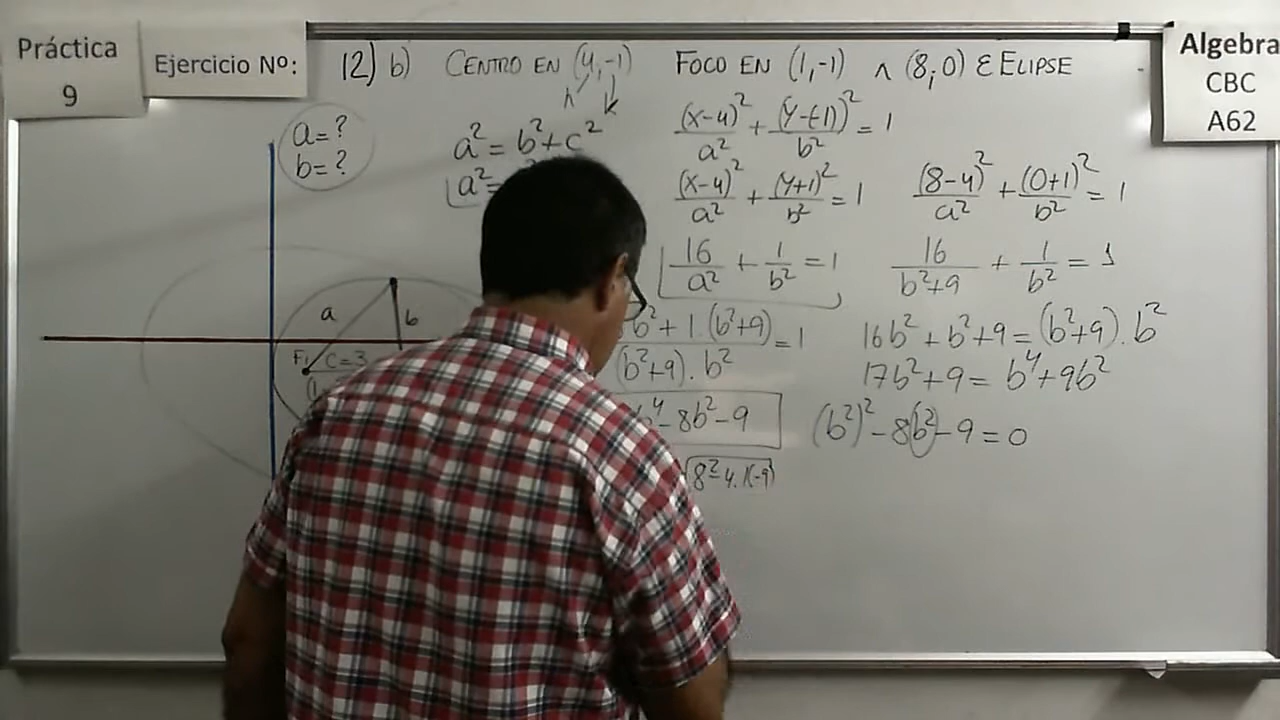 Práctica
9
Ejercicio Nº:
12) b) CENTRO EN (4,-1) FOCO EN (1,-1) ∧ (8,0) ε ELIPSE
h k
Algebra
CBC
A62
a=?
b=?
a² = b²+c²
a²=
(x-4)²/a² + (y-(-1))²/b² = 1
(x-4)²/a² + (y+1)²/b² = 1
(8-4)²/a² + (0+1)²/b² = 1
16/a² + 1/b² = 1
16/(b²+9) + 1/b² = 1
b² + 1.(b²+9)/(b²+9).b² = 1
16b² + b²+9 = (b²+9).b²
17b²+9 = b⁴+9b²
b⁴-8b²-9
(b²)²-8(b²)-9=0
√8²-4.1(-9)
a
b
F₁ C=3